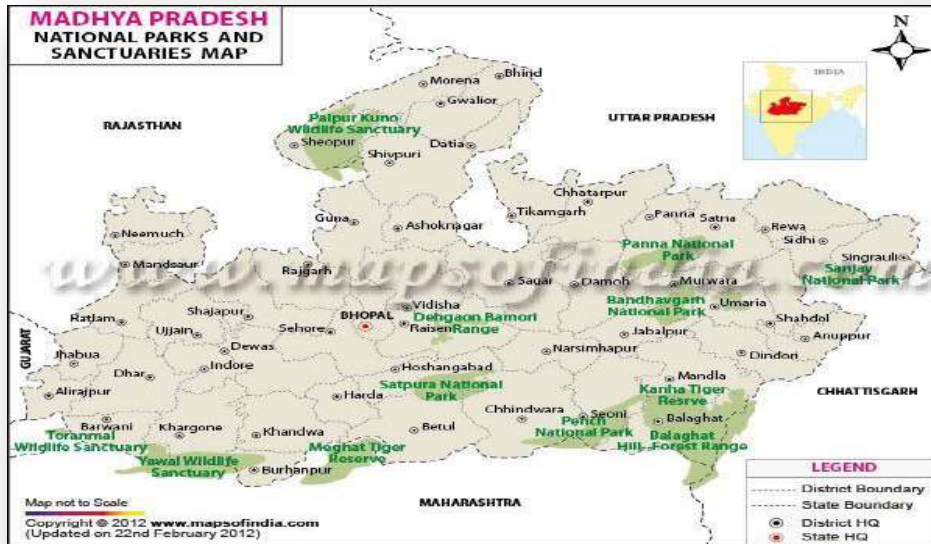 MADHYA PRADESH
NATIONAL PARKS AND
SANCTUARIES MAP
N
INDIA
RAJASTHAN
UTTAR PRADESH
Morena
Bhind
Gwalior
Palpur Kuno
Wildlife Sanctuary
Sheopur
Datia
Shivpuri
Chhatarpur
Tikamgarh
Panna
Satna
Rewa
Sidhi
Guna
Ashoknagar
Neemuch
Singrauli
Panna National
Park
Mandsaur
Rajgarh
www.mapsofindia.com
Sanjay
National Park
Sagar
Damoh
Murwara
Bandhavgarh
National Park
Umaria
Ratlam
Shajapur
BHOPAL
Vidisha
Dehgaon Bamori
Range
Raisen
Shahdol
Ujjain
Sehore
Jabalpur
Anuppur
GUJARAT
Dewas
Narsimhapur
Dindori
Jhabua
Indore
Hoshangabad
Dhar
Mandla
Alirajpur
Satpura National
Park
Kanha Tiger
Resrve
CHHATTISGARH
Harda
Barwani
Khargone
Khandwa
Betul
Chhindwara
Seoni
Balaghat
Toranmal
Wildlife Sanctuary
Pench
National Park
Balaghat
Hill Forest Range
Yawal Wildlife
Sanctuary
Burhanpur
Meghat Tiger
Reserve
MAHARASHTRA
LEGEND
District Boundary
State Boundary
District HQ
State HQ
Map not to Scale
Copyright © 2012 www.mapsofindia.com
(Updated on 22nd February 2012)